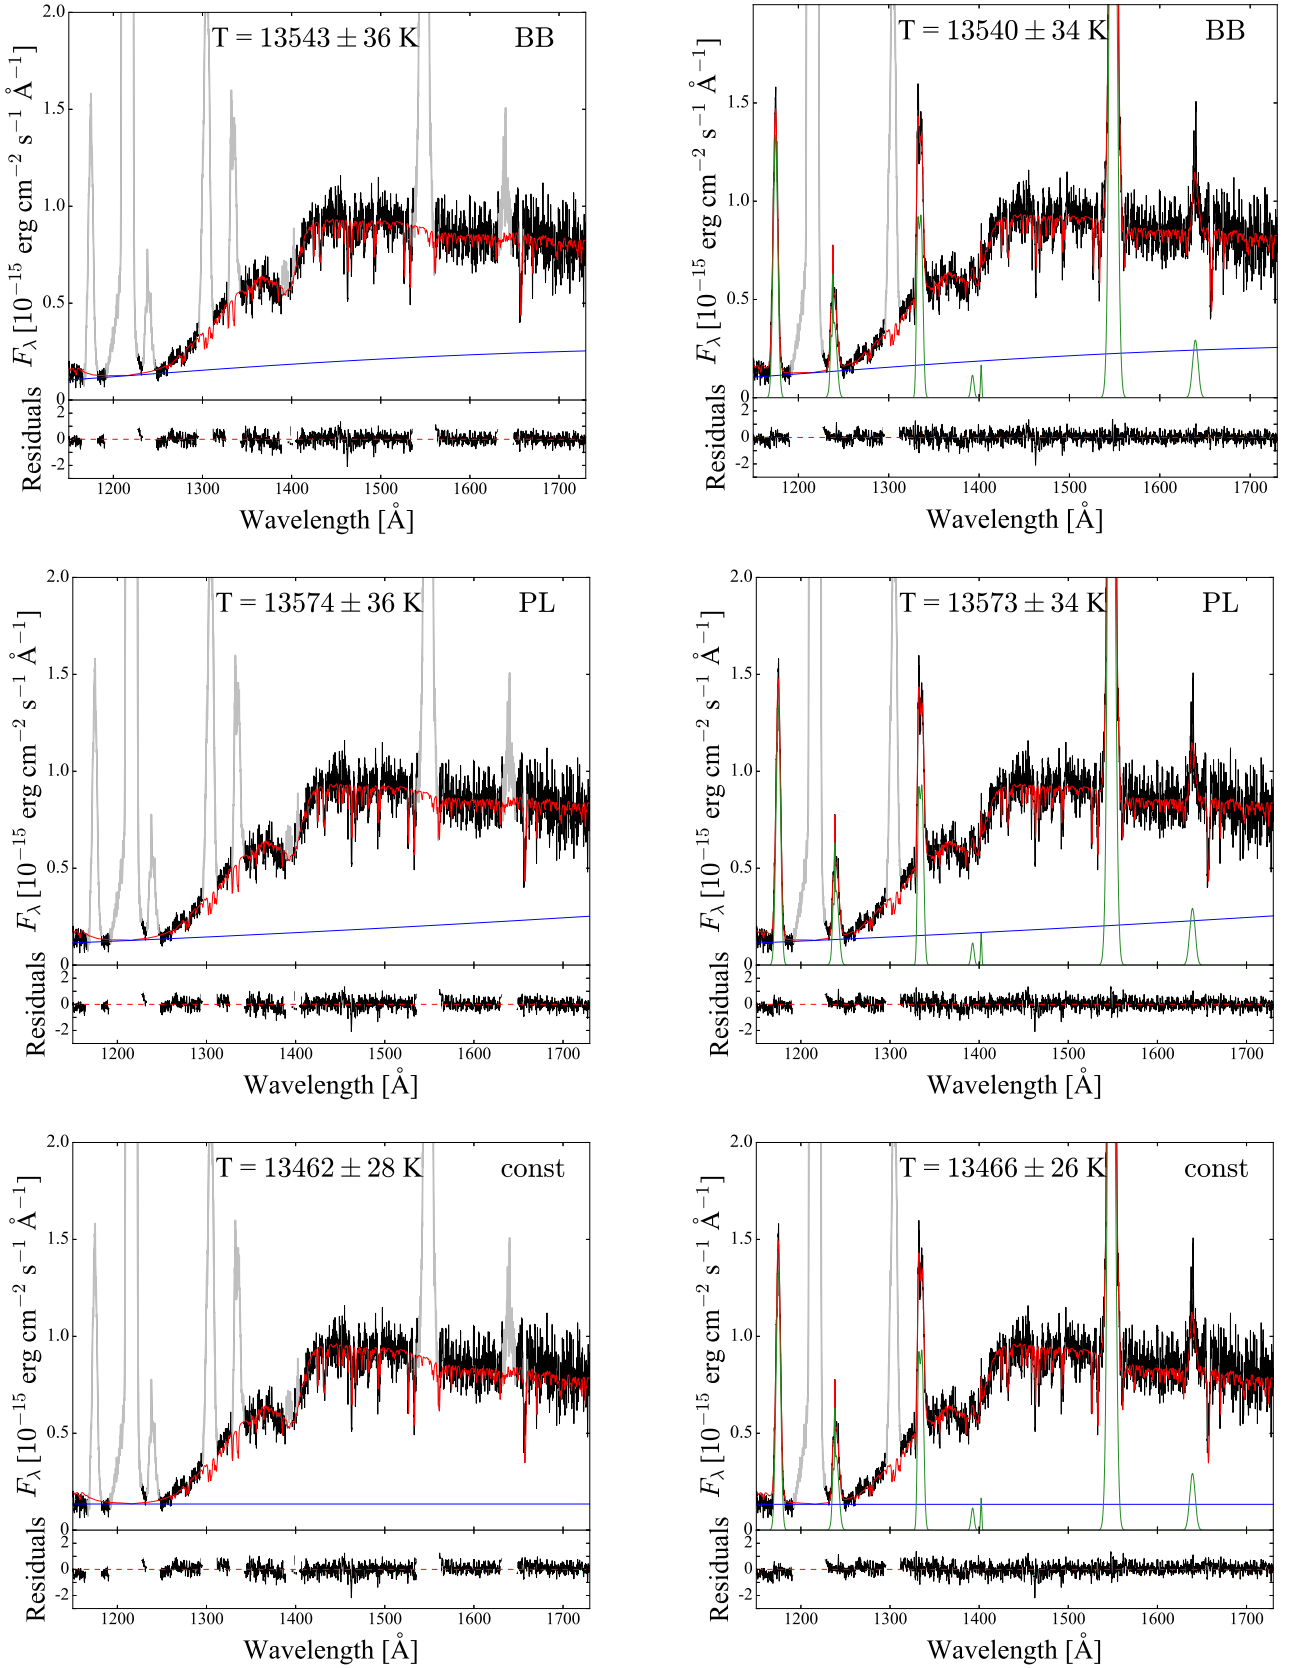 T = 13543 ± 36 K BB
2.0
1.5
1.0
0.5
0
F_λ [10⁻¹⁵ erg cm⁻² s⁻¹ Å⁻¹]
2
0
-2
Residuals
1200 1300 1400 1500 1600 1700
Wavelength [Å]
T = 13540 ± 34 K BB
1.5
1.0
0.5
0
F_λ [10⁻¹⁵ erg cm⁻² s⁻¹ Å⁻¹]
2
0
-2
Residuals
1200 1300 1400 1500 1600 1700
Wavelength [Å]
T = 13574 ± 36 K PL
2.0
1.5
1.0
0.5
0
F_λ [10⁻¹⁵ erg cm⁻² s⁻¹ Å⁻¹]
2
0
-2
Residuals
1200 1300 1400 1500 1600 1700
Wavelength [Å]
T = 13573 ± 34 K PL
2.0
1.5
1.0
0.5
0
F_λ [10⁻¹⁵ erg cm⁻² s⁻¹ Å⁻¹]
2
0
-2
Residuals
1200 1300 1400 1500 1600 1700
Wavelength [Å]
T = 13462 ± 28 K const
2.0
1.5
1.0
0.5
0
F_λ [10⁻¹⁵ erg cm⁻² s⁻¹ Å⁻¹]
2
0
-2
Residuals
1200 1300 1400 1500 1600 1700
Wavelength [Å]
T = 13466 ± 26 K const
2.0
1.5
1.0
0.5
0
F_λ [10⁻¹⁵ erg cm⁻² s⁻¹ Å⁻¹]
2
0
-2
Residuals
1200 1300 1400 1500 1600 1700
Wavelength [Å]